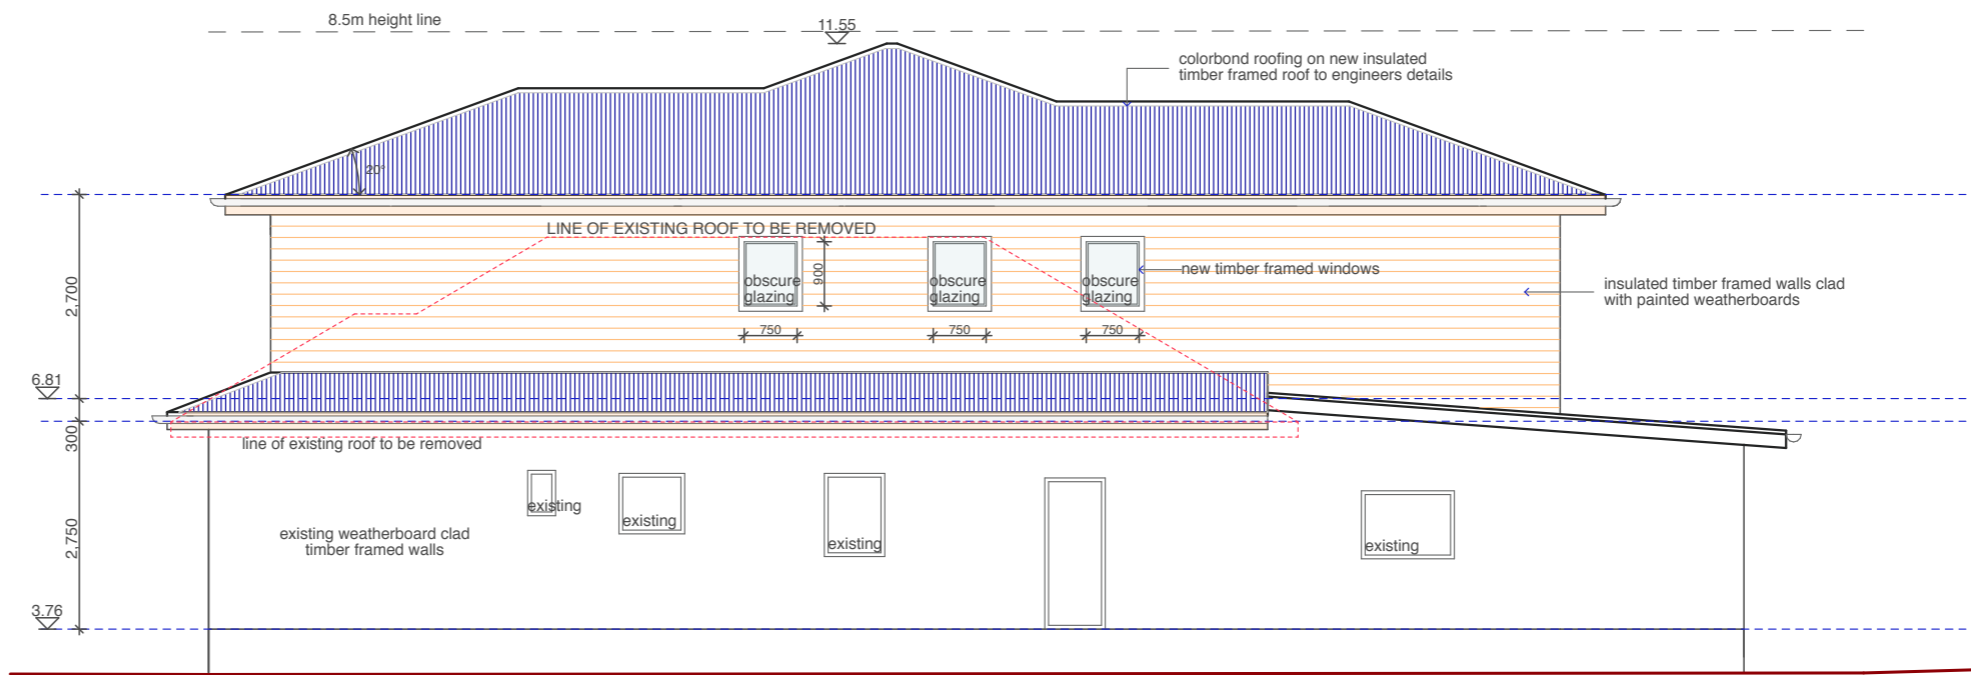 8.5m height line
11.55
colorbond roofing on new insulated
timber framed roof to engineers details
20°
LINE OF EXISTING ROOF TO BE REMOVED
2,700
900
obscure
glazing
obscure
glazing
obscure
glazing
new timber framed windows
insulated timber framed walls clad
with painted weatherboards
750
750
750
6.81
300
line of existing roof to be removed
2,750
existing
existing
existing
existing
existing weatherboard clad
timber framed walls
3.76